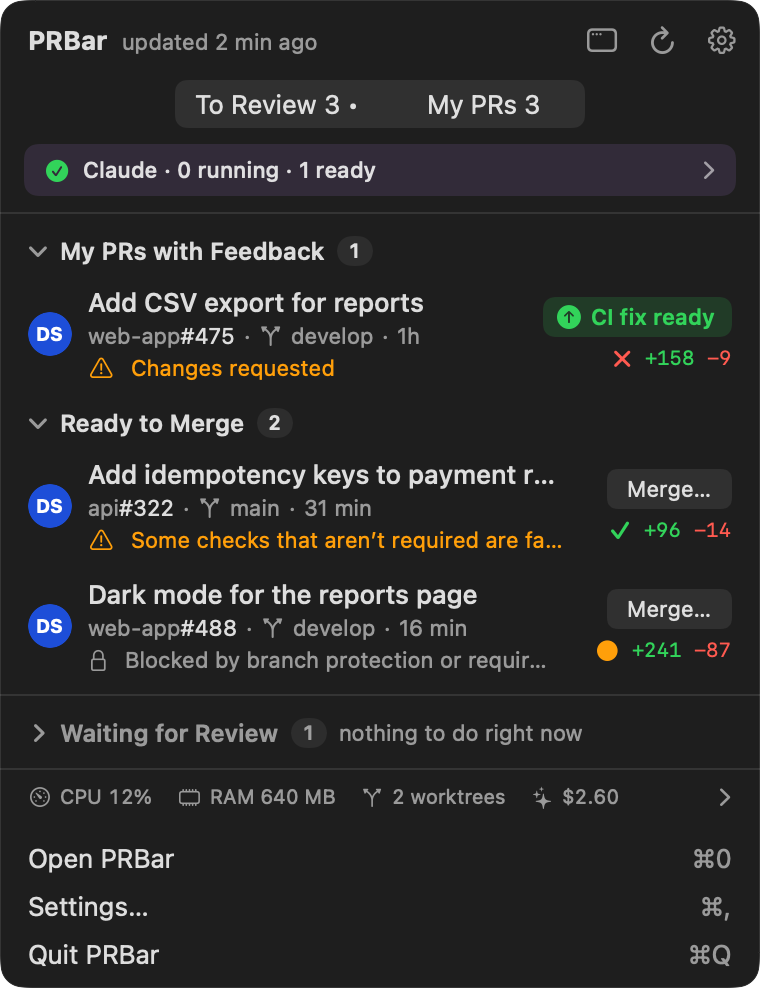 PRBar updated 2 min ago
To Review 3 • My PRs 3
Claude · 0 running · 1 ready
My PRs with Feedback 1
Add CSV export for reports
CI fix ready
DS
web-app#475 · develop · 1h
+158 −9
Changes requested
Ready to Merge 2
Add idempotency keys to payment r...
Merge...
DS
api#322 · main · 31 min
+96 −14
Some checks that aren’t required are fa...
Dark mode for the reports page
Merge...
DS
web-app#488 · develop · 16 min
+241 −87
Blocked by branch protection or requir...
Waiting for Review 1 nothing to do right now
CPU 12% RAM 640 MB 2 worktrees $2.60
Open PRBar ⌘0
Settings... ⌘,
Quit PRBar ⌘Q